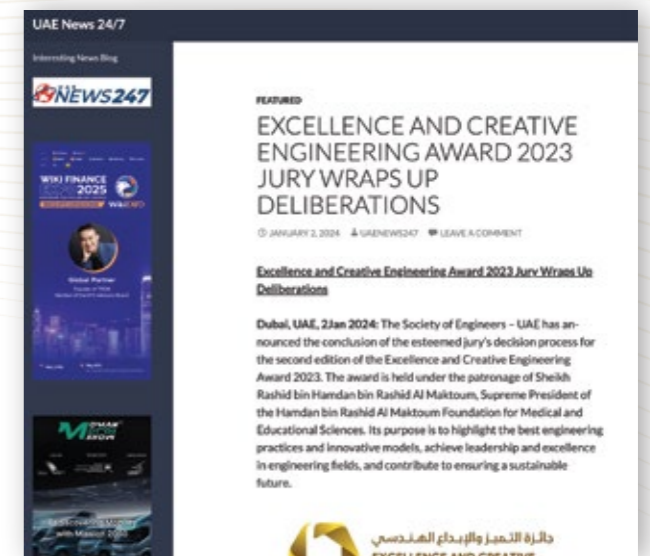 UAE News 24/7
Interesting News Blog
NEWS247
WIKI FINANCE
EXPO 2025
WikiEXPO
Global Partner
FEATURED
EXCELLENCE AND CREATIVE
ENGINEERING AWARD 2023
JURY WRAPS UP
DELIBERATIONS
JANUARY 2, 2024 UAENEWS247 LEAVE A COMMENT
Excellence and Creative Engineering Award 2023 Jury Wraps Up
Deliberations
Dubai, UAE, 2Jan 2024: The Society of Engineers – UAE has an-
nounced the conclusion of the esteemed jury's decision process for
the second edition of the Excellence and Creative Engineering
Award 2023. The award is held under the patronage of Sheikh
Rashid bin Hamdan bin Rashid Al Maktoum, Supreme President of
the Hamdan bin Rashid Al Maktoum Foundation for Medical and
Educational Sciences. Its purpose is to highlight the best engineering
practices and innovative models, achieve leadership and excellence
in engineering fields, and contribute to ensuring a sustainable
future.
جائزة التميز والإبداع الهندسي
EXCELLENCE AND CREATIVE